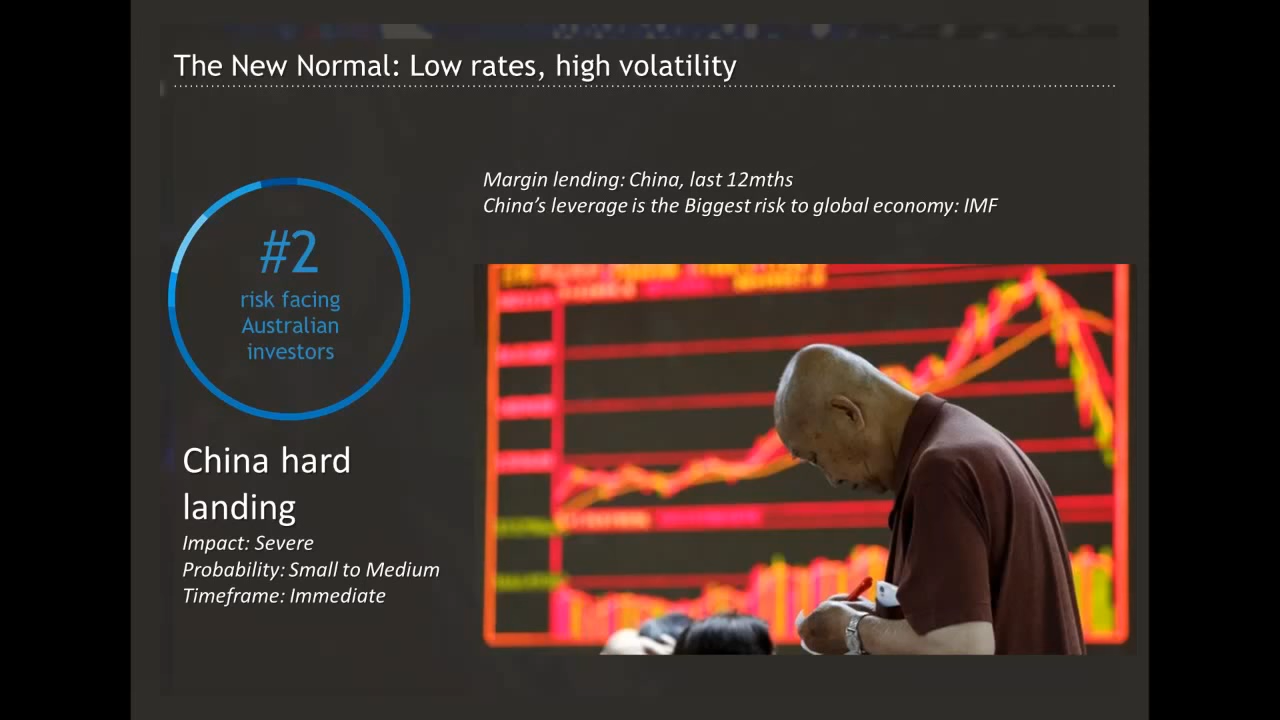 The New Normal: Low rates, high volatility
Margin lending: China, last 12mths
China's leverage is the Biggest risk to global economy: IMF
#2
risk facing
Australian
investors
China hard
landing
Impact: Severe
Probability: Small to Medium
Timeframe: Immediate